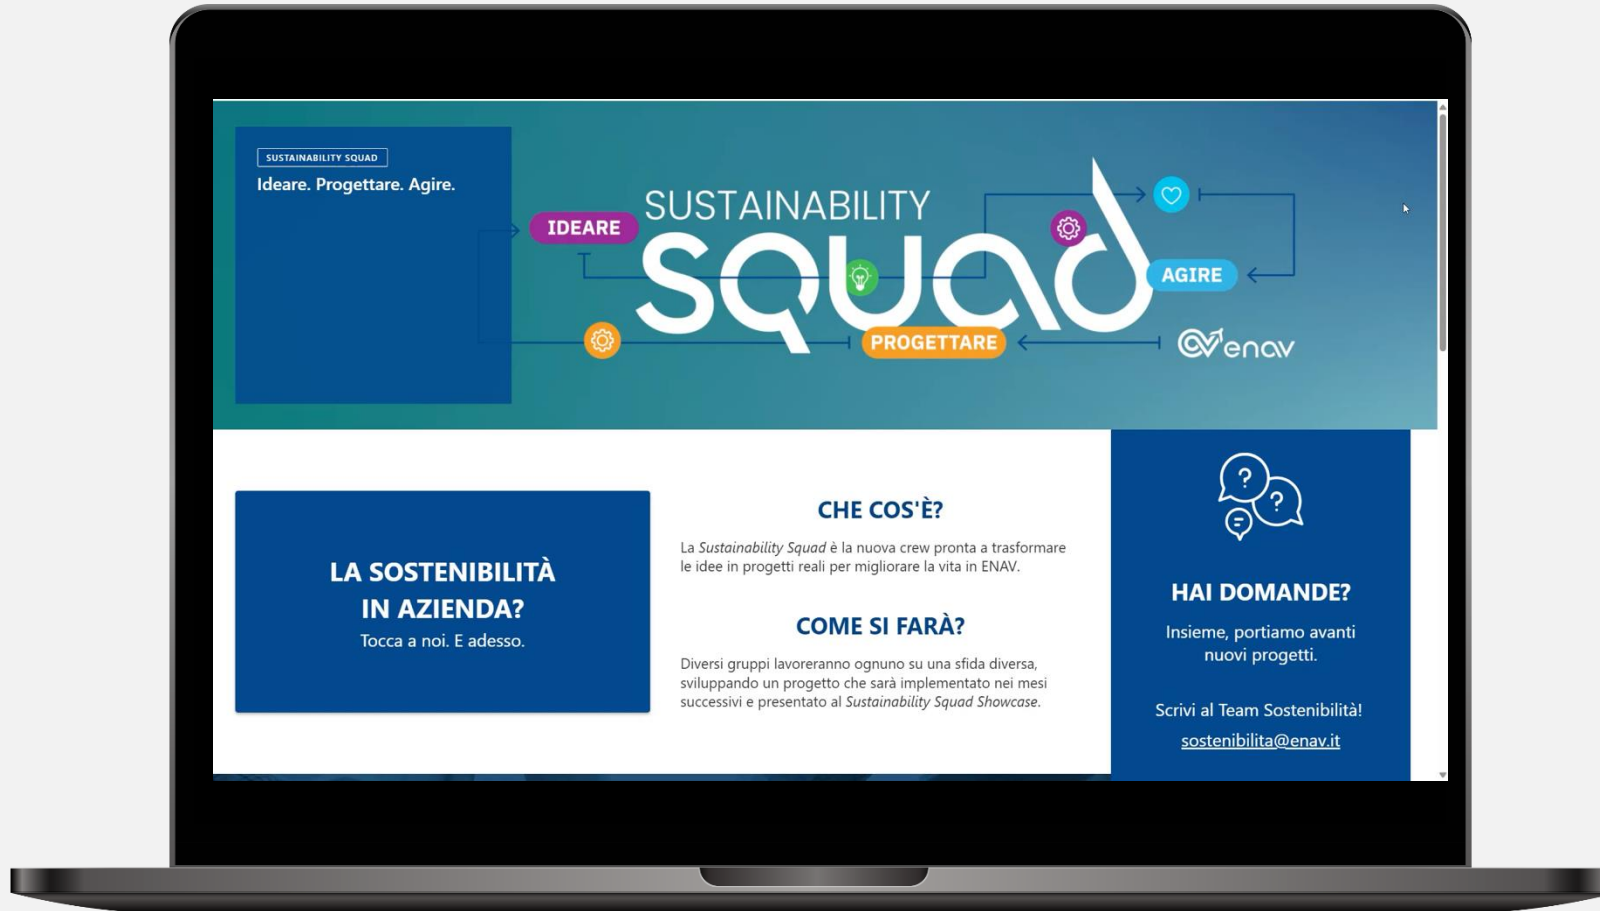 SUSTAINABILITY SQUAD
Ideare. Progettare. Agire.
SUSTAINABILITY
SQUAD
IDEARE
AGIRE
PROGETTARE
enav
LA SOSTENIBILITÀ
IN AZIENDA?
Tocca a noi. E adesso.
CHE COS'È?
La Sustainability Squad è la nuova crew pronta a trasformare
le idee in progetti reali per migliorare la vita in ENAV.
COME SI FARÀ?
Diversi gruppi lavoreranno ognuno su una sfida diversa,
sviluppando un progetto che sarà implementato nei mesi
successivi e presentato al Sustainability Squad Showcase.
HAI DOMANDE?
Insieme, portiamo avanti
nuovi progetti.
Scrivi al Team Sostenibilità!
sostenibilita@enav.it